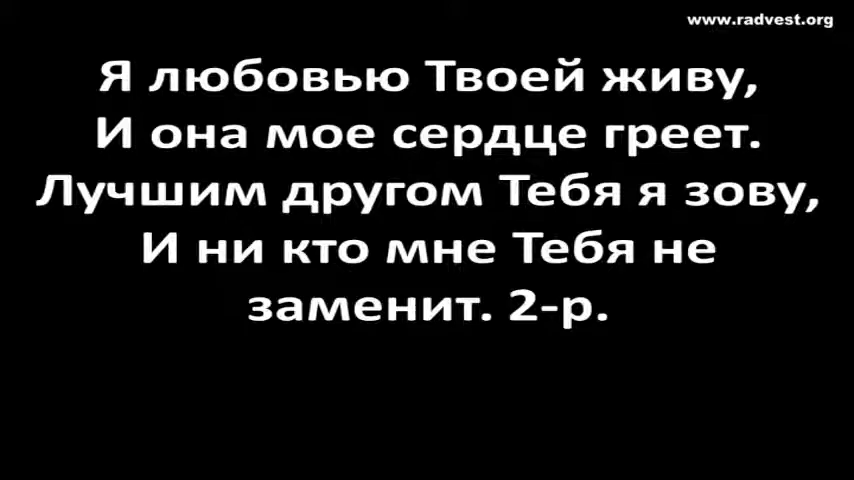 www.radvest.org
Я любовью Твоей живу,
И она мое сердце греет.
Лучшим другом Тебя я зову,
И ни кто мне Тебя не
заменит. 2-р.